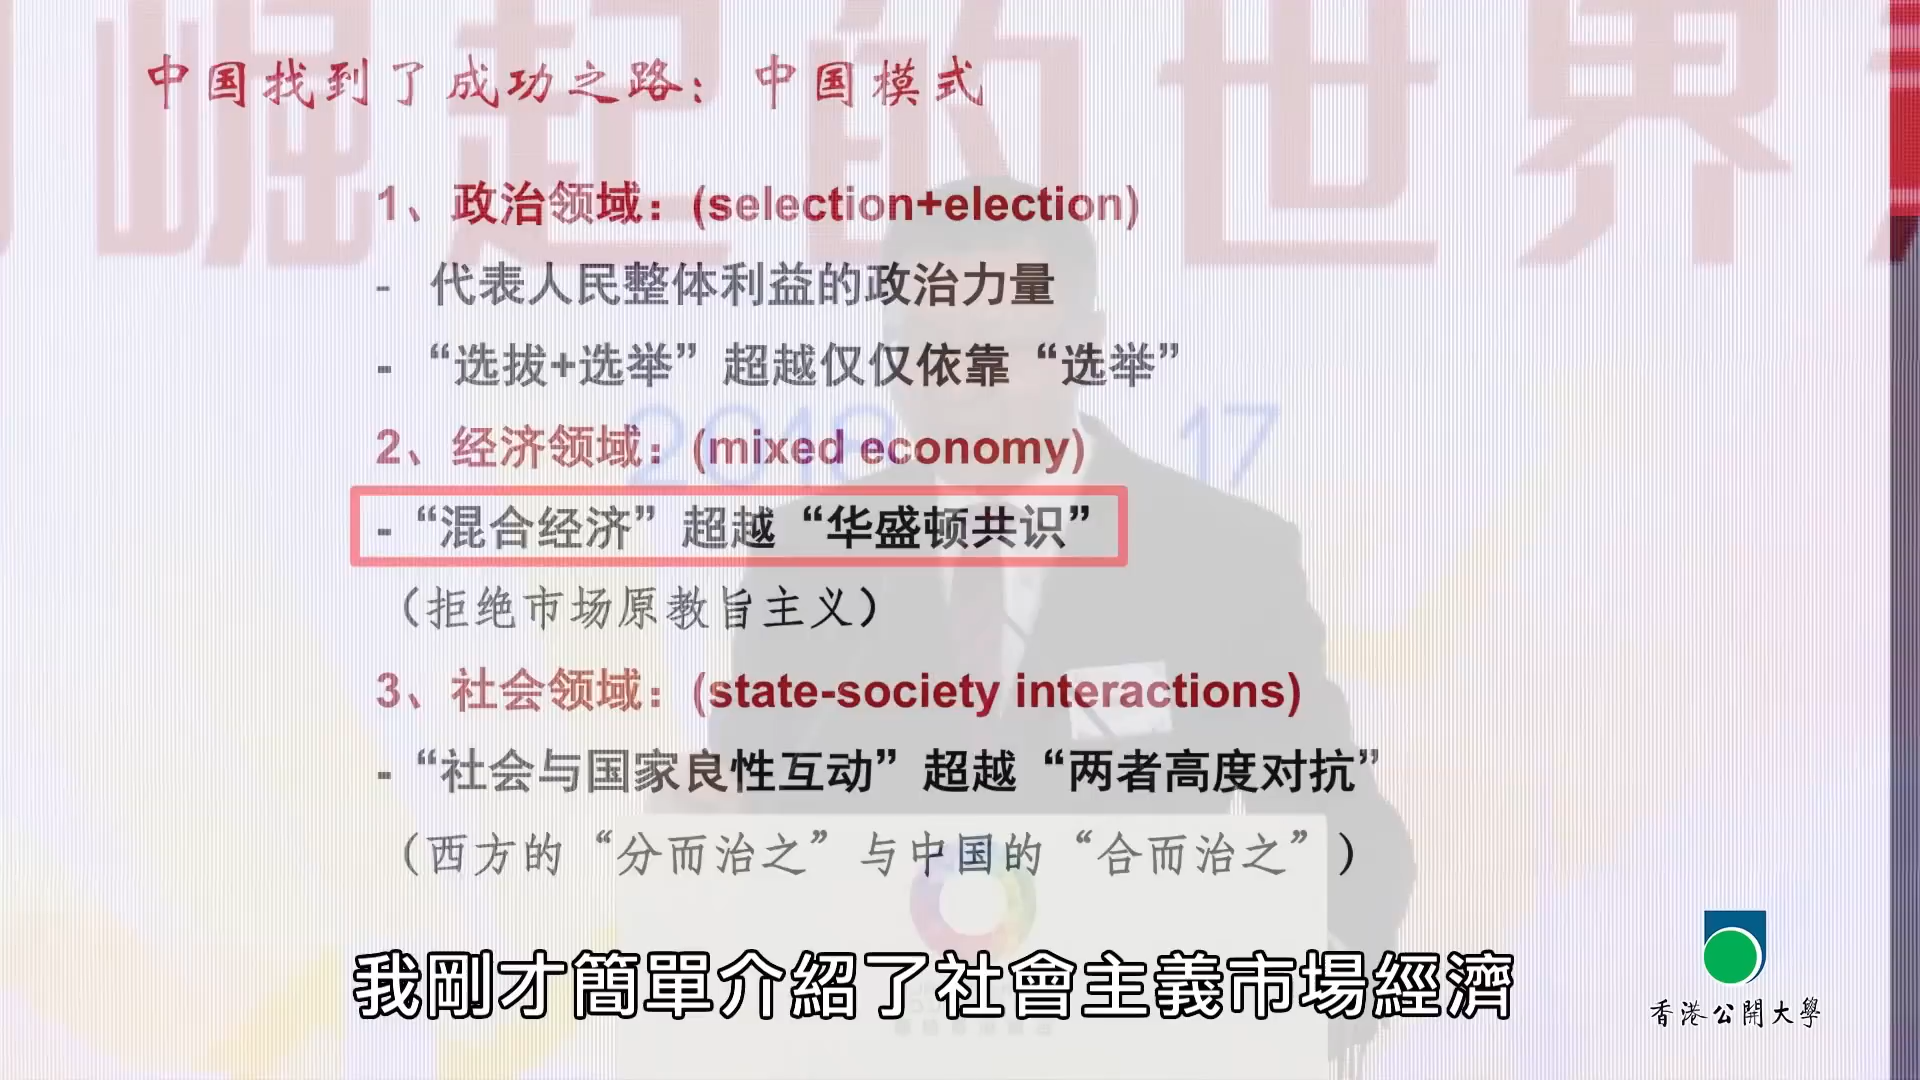 崛起的世界
中国找到了成功之路：中国模式
1、政治领域：(selection+election)
- 代表人民整体利益的政治力量
- “选拔+选举”超越仅仅依靠“选举”
2018 17
2、经济领域：(mixed economy)
-“混合经济”超越“华盛顿共识”
（拒绝市场原教旨主义）
3、社会领域：(state-society interactions)
-“社会与国家良性互动”超越“两者高度对抗”
（西方的“分而治之”与中国的“合而治之”）
我剛才簡單介紹了社會主義市場經濟
香港公開大學